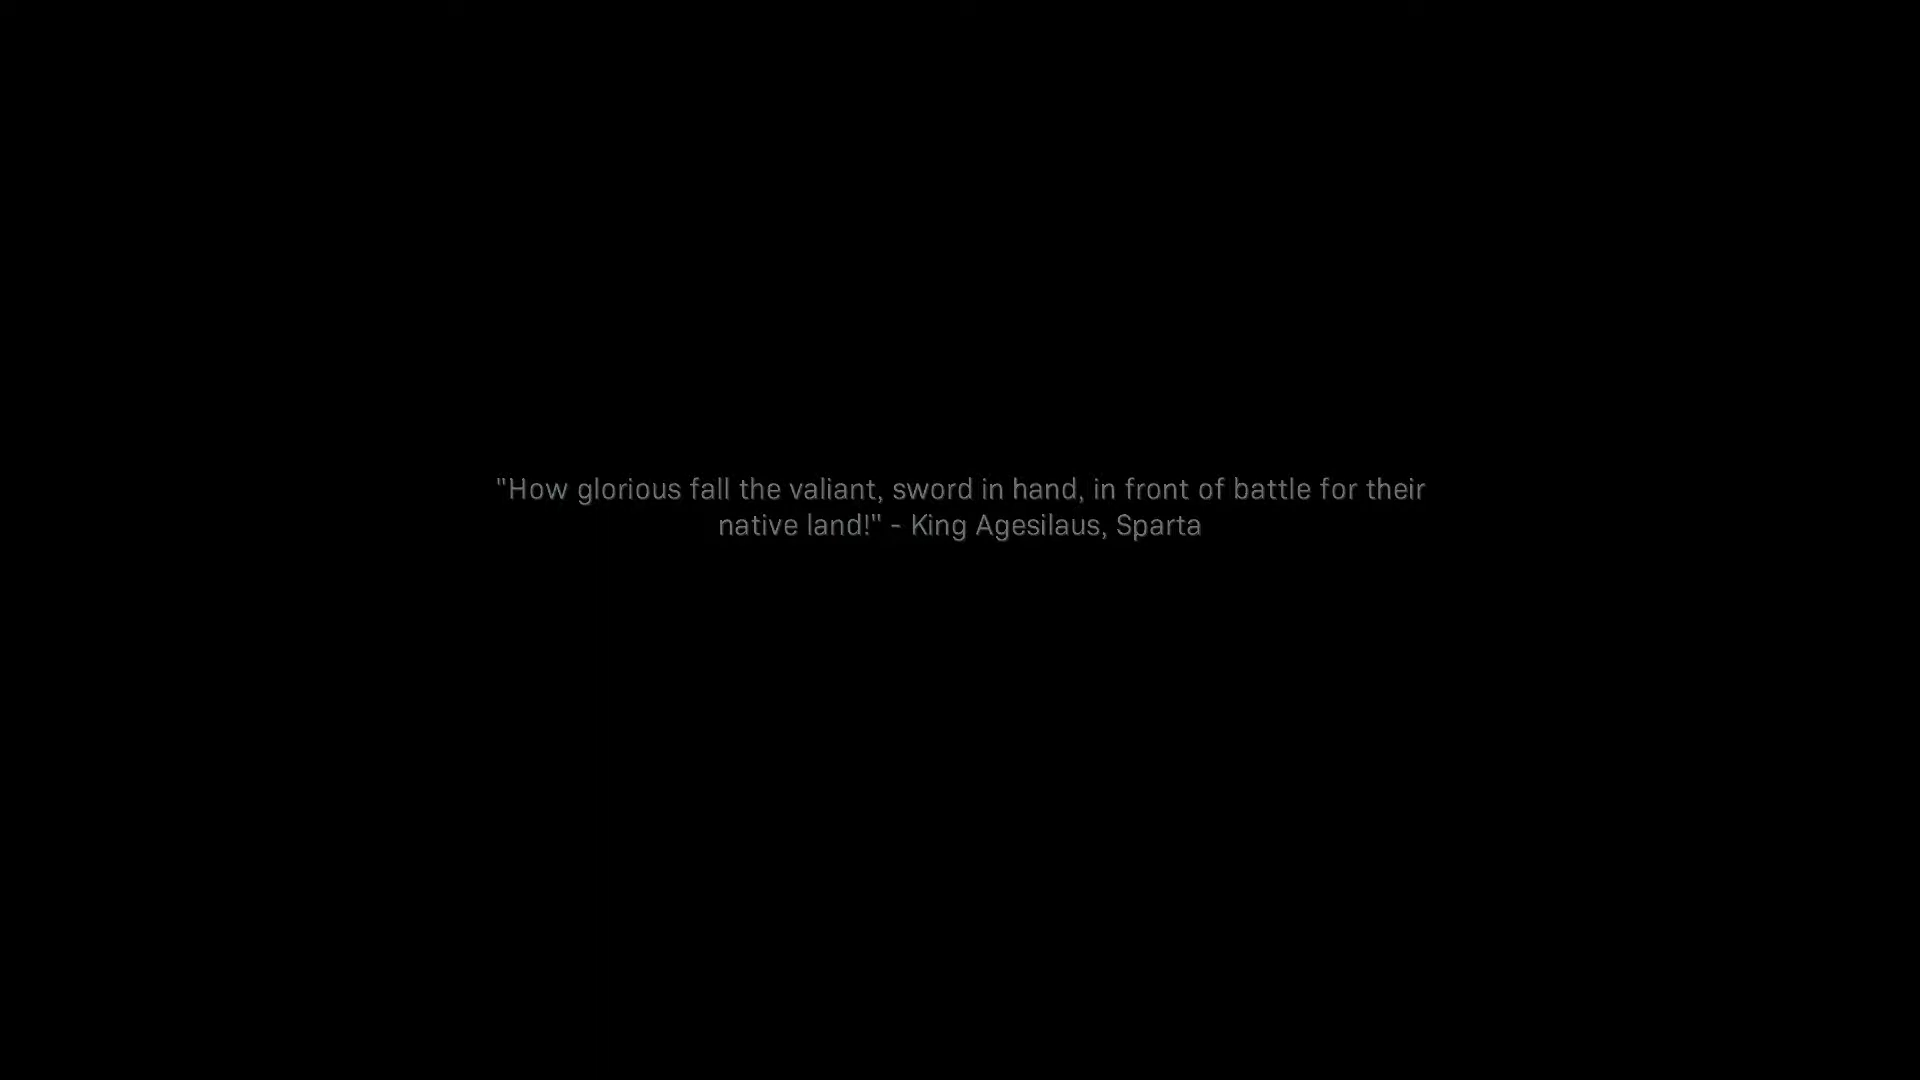 "How glorious fall the valiant, sword in hand, in front of battle for their
native land!" - King Agesilaus, Sparta